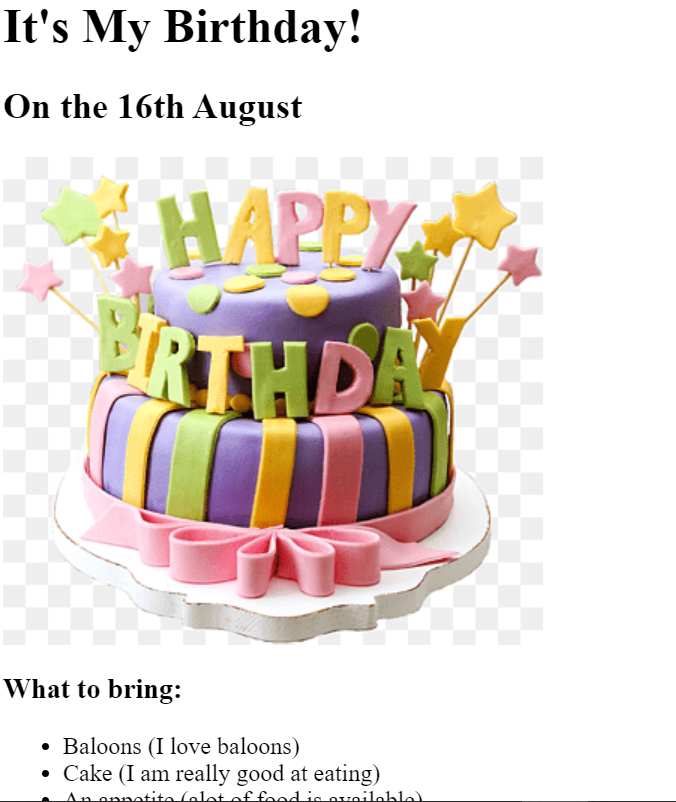 It's My Birthday!
On the 16th August
HAPPY
BIRTHDAY
What to bring:
Baloons (I love baloons)
Cake (I am really good at eating)
An appetite (alot of food is available)